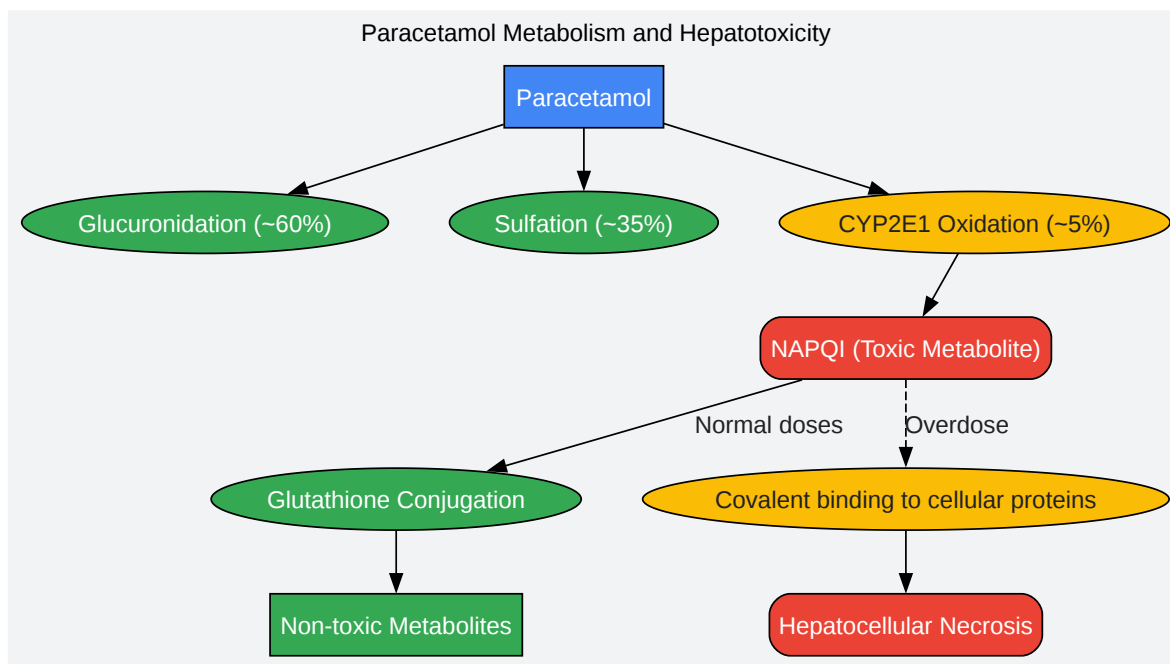 Paracetamol Metabolism and Hepatotoxicity
Paracetamol
Glucuronidation (~60%)
Sulfation (~35%)
CYP2E1 Oxidation (~5%)
NAPQI (Toxic Metabolite)
Normal doses
Overdose
Glutathione Conjugation
Covalent binding to cellular proteins
Non-toxic Metabolites
Hepatocellular Necrosis